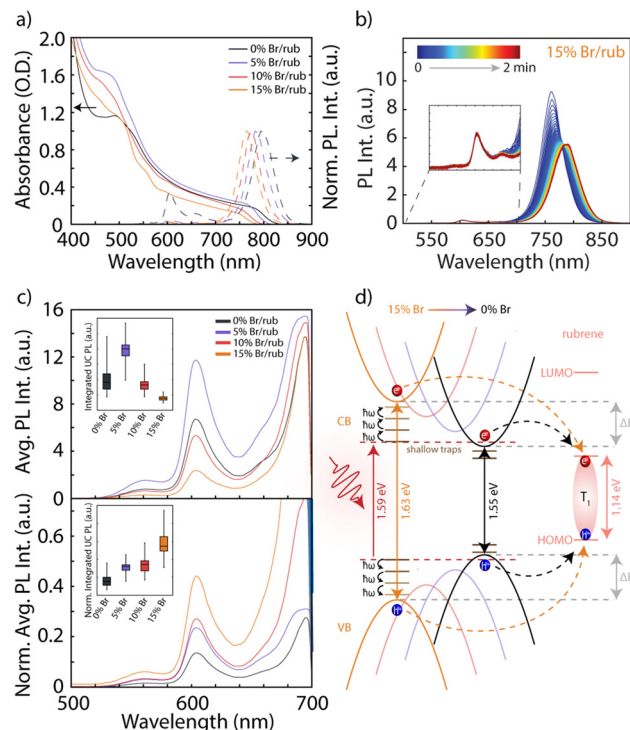 a)
Absorbance (O.D.)
2.0
1.6
1.2
0.8
0.4
0
0% Br/rub
5% Br/rub
10% Br/rub
15% Br/rub
400 500 600 700 800 900
Wavelength (nm)
Norm. PL. Int. (a.u.)
b)
15% Br/rub
0 2 min
PL Int. (a.u.)
10
8
6
4
2
0
500 600 700 800
Wavelength (nm)
c)
Avg. PL Int. (a.u.)
16
12
8
4
0
Integrated UC PL (a.u.)
0% Br 5% Br 10% Br 15% Br
0% Br/rub
5% Br/rub
10% Br/rub
15% Br/rub
Norm. Avg. PL Int. (a.u.)
0.6
0.4
0.2
0
Norm. Integrated UC PL (a.u.)
0% Br 5% Br 10% Br 15% Br
500 600 700
Wavelength (nm)
d)
15% Br 0% Br
rubrene
LUMO
e⁻
CB
ħω
ħω
ħω
e⁻
ΔE
shallow traps
e⁻
1.59 eV
1.63 eV
1.55 eV
T₁
1.14 eV
HOMO
h⁺
ħω
ħω
ħω
h⁺
ΔE
VB
h⁺